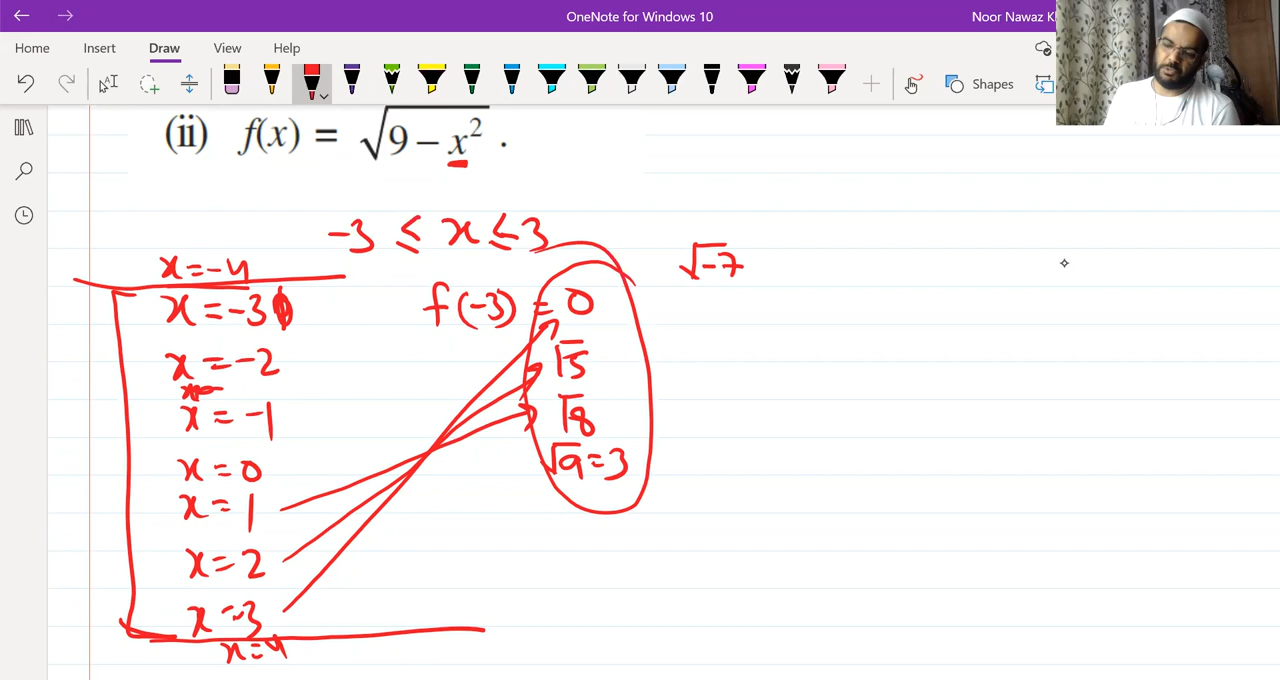 OneNote for Windows 10
Noor Nawaz Kh
Home Insert Draw View Help
Shapes
(ii) f(x) = √9 − x² .
-3 ≤ x ≤ 3
√-7
x = -4
x = -3
f(-3) = 0
x = -2
√5
x = -1
√8
x = 0
√9 = 3
x = 1
x = 2
x = 3
x = 4